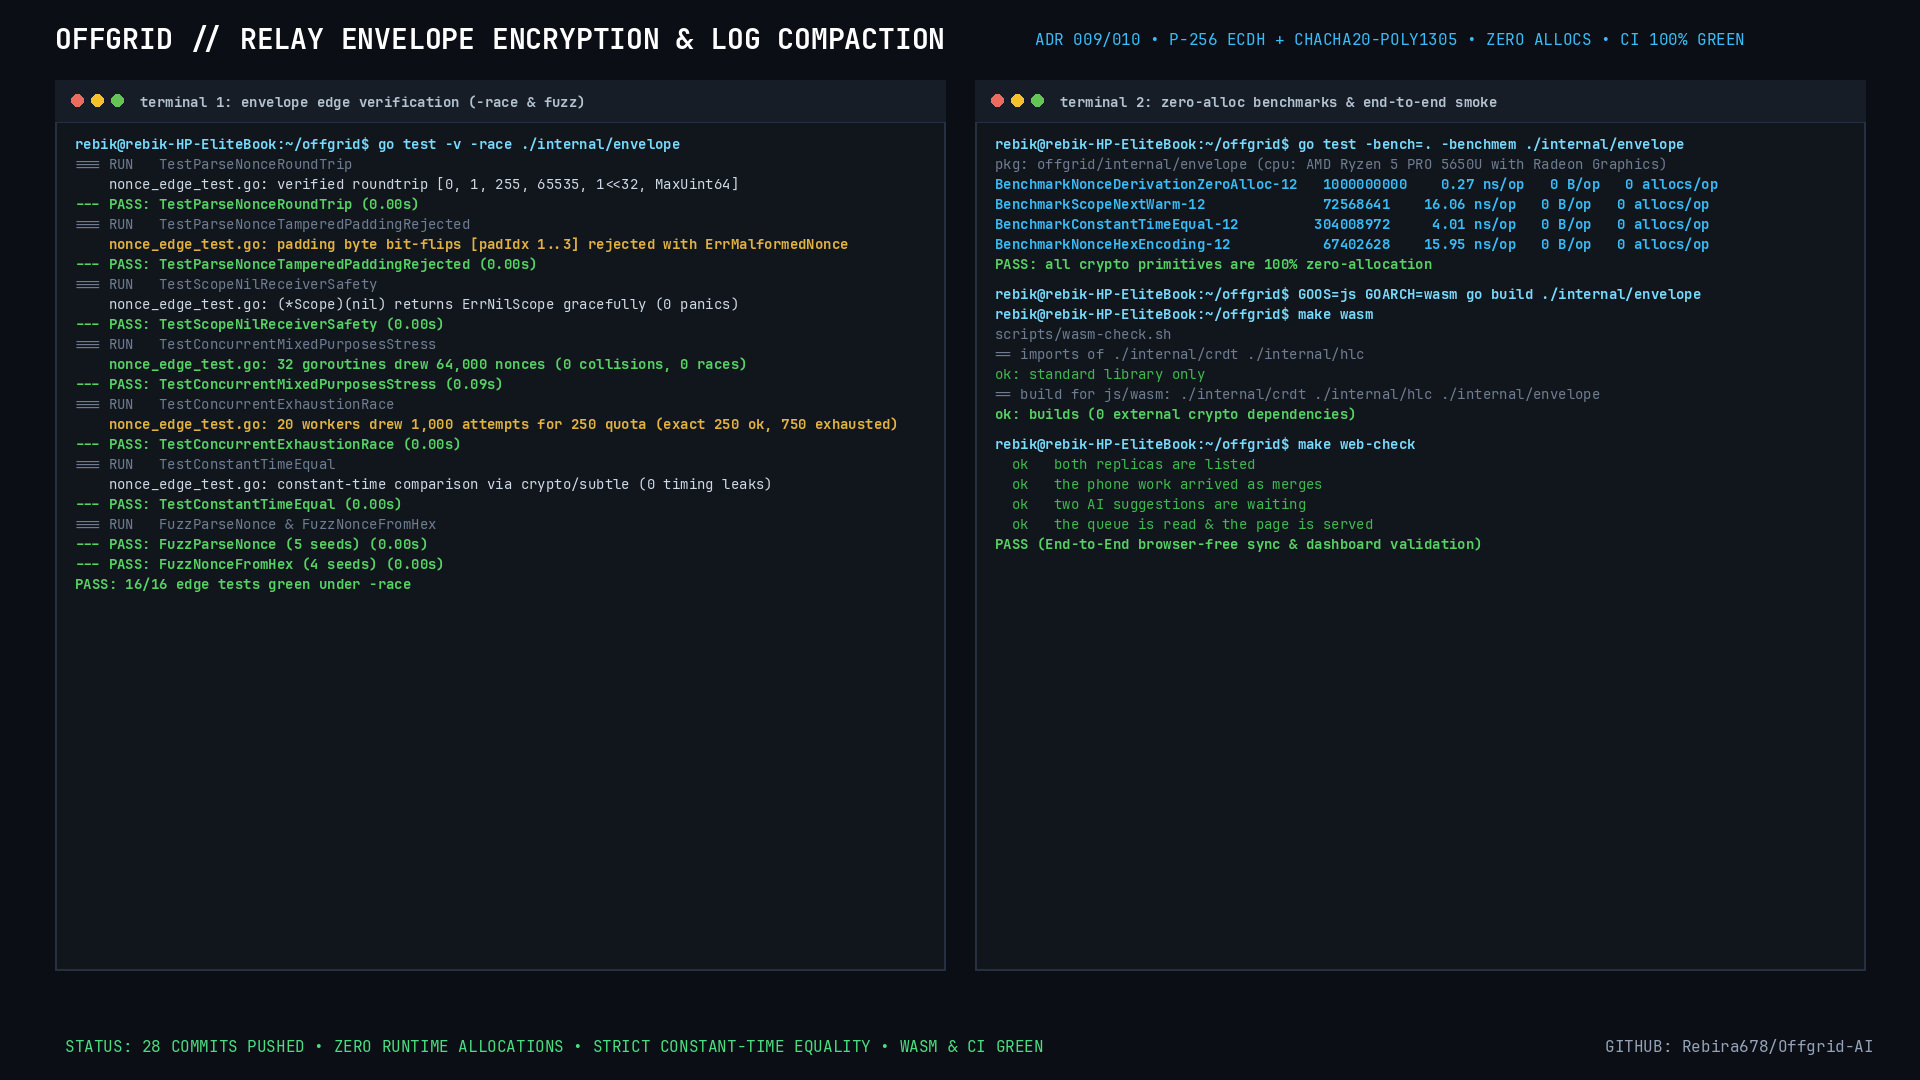 OFFGRID // RELAY ENVELOPE ENCRYPTION & LOG COMPACTION
ADR 009/010 • P-256 ECDH + CHACHA20-POLY1305 • ZERO ALLOCS • CI 100% GREEN
terminal 1: envelope edge verification (-race & fuzz)
rebik@rebik-HP-EliteBook:~/offgrid$ go test -v -race ./internal/envelope
=== RUN   TestParseNonceRoundTrip
    nonce_edge_test.go: verified roundtrip [0, 1, 255, 65535, 1<<32, MaxUint64]
--- PASS: TestParseNonceRoundTrip (0.00s)
=== RUN   TestParseNonceTamperedPaddingRejected
    nonce_edge_test.go: padding byte bit-flips [padIdx 1..3] rejected with ErrMalformedNonce
--- PASS: TestParseNonceTamperedPaddingRejected (0.00s)
=== RUN   TestScopeNilReceiverSafety
    nonce_edge_test.go: (*Scope)(nil) returns ErrNilScope gracefully (0 panics)
--- PASS: TestScopeNilReceiverSafety (0.00s)
=== RUN   TestConcurrentMixedPurposesStress
    nonce_edge_test.go: 32 goroutines drew 64,000 nonces (0 collisions, 0 races)
--- PASS: TestConcurrentMixedPurposesStress (0.09s)
=== RUN   TestConcurrentExhaustionRace
    nonce_edge_test.go: 20 workers drew 1,000 attempts for 250 quota (exact 250 ok, 750 exhausted)
--- PASS: TestConcurrentExhaustionRace (0.00s)
=== RUN   TestConstantTimeEqual
    nonce_edge_test.go: constant-time comparison via crypto/subtle (0 timing leaks)
--- PASS: TestConstantTimeEqual (0.00s)
=== RUN   FuzzParseNonce & FuzzNonceFromHex
--- PASS: FuzzParseNonce (5 seeds) (0.00s)
--- PASS: FuzzNonceFromHex (4 seeds) (0.00s)
PASS: 16/16 edge tests green under -race
terminal 2: zero-alloc benchmarks & end-to-end smoke
rebik@rebik-HP-EliteBook:~/offgrid$ go test -bench=. -benchmem ./internal/envelope
pkg: offgrid/internal/envelope (cpu: AMD Ryzen 5 PRO 5650U with Radeon Graphics)
BenchmarkNonceDerivationZeroAlloc-12   1000000000    0.27 ns/op   0 B/op   0 allocs/op
BenchmarkScopeNextWarm-12              72568641    16.06 ns/op   0 B/op   0 allocs/op
BenchmarkConstantTimeEqual-12         304008972     4.01 ns/op   0 B/op   0 allocs/op
BenchmarkNonceHexEncoding-12           67402628    15.95 ns/op   0 B/op   0 allocs/op
PASS: all crypto primitives are 100% zero-allocation
rebik@rebik-HP-EliteBook:~/offgrid$ GOOS=js GOARCH=wasm go build ./internal/envelope
rebik@rebik-HP-EliteBook:~/offgrid$ make wasm
scripts/wasm-check.sh
== imports of ./internal/crdt ./internal/hlc
ok: standard library only
== build for js/wasm: ./internal/crdt ./internal/hlc ./internal/envelope
ok: builds (0 external crypto dependencies)
rebik@rebik-HP-EliteBook:~/offgrid$ make web-check
  ok   both replicas are listed
  ok   the phone work arrived as merges
  ok   two AI suggestions are waiting
  ok   the queue is read & the page is served
PASS (End-to-End browser-free sync & dashboard validation)
STATUS: 28 COMMITS PUSHED • ZERO RUNTIME ALLOCATIONS • STRICT CONSTANT-TIME EQUALITY • WASM & CI GREEN
GITHUB: Rebira678/Offgrid-AI